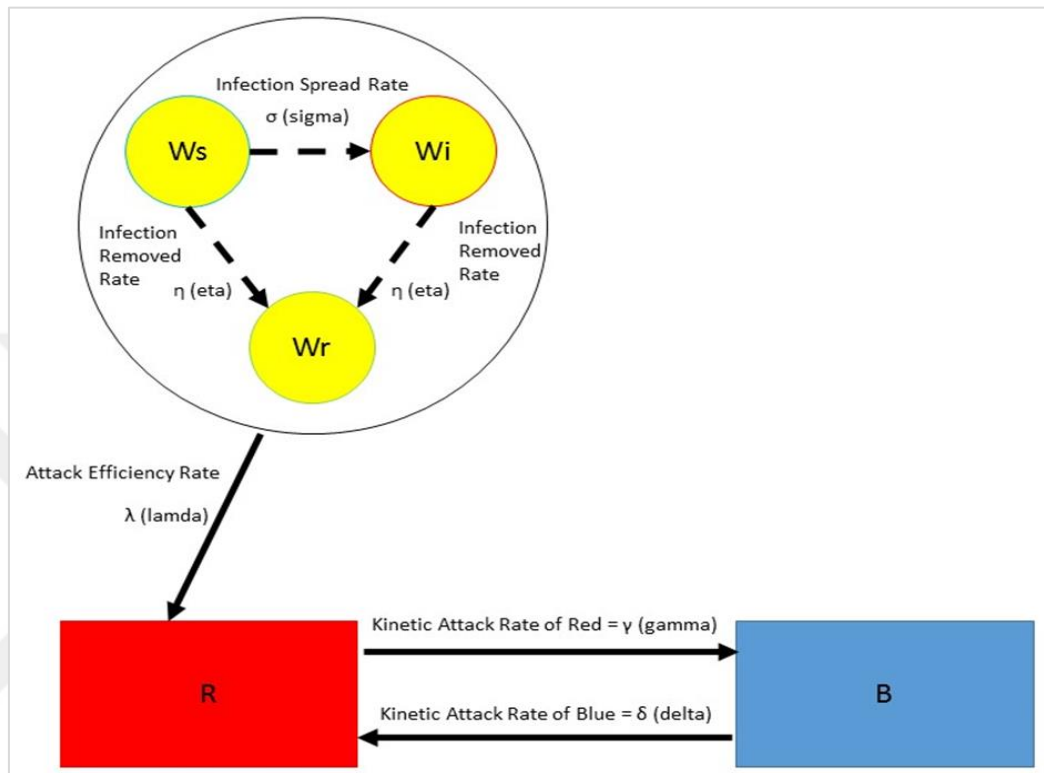 Infection Spread Rate
σ (sigma)
Ws
Wi
Infection
Removed
Rate
η (eta)
Infection
Removed
Rate
η (eta)
Wr
Attack Efficiency Rate
λ (lamda)
Kinetic Attack Rate of Red = γ (gamma)
R
B
Kinetic Attack Rate of Blue = δ (delta)